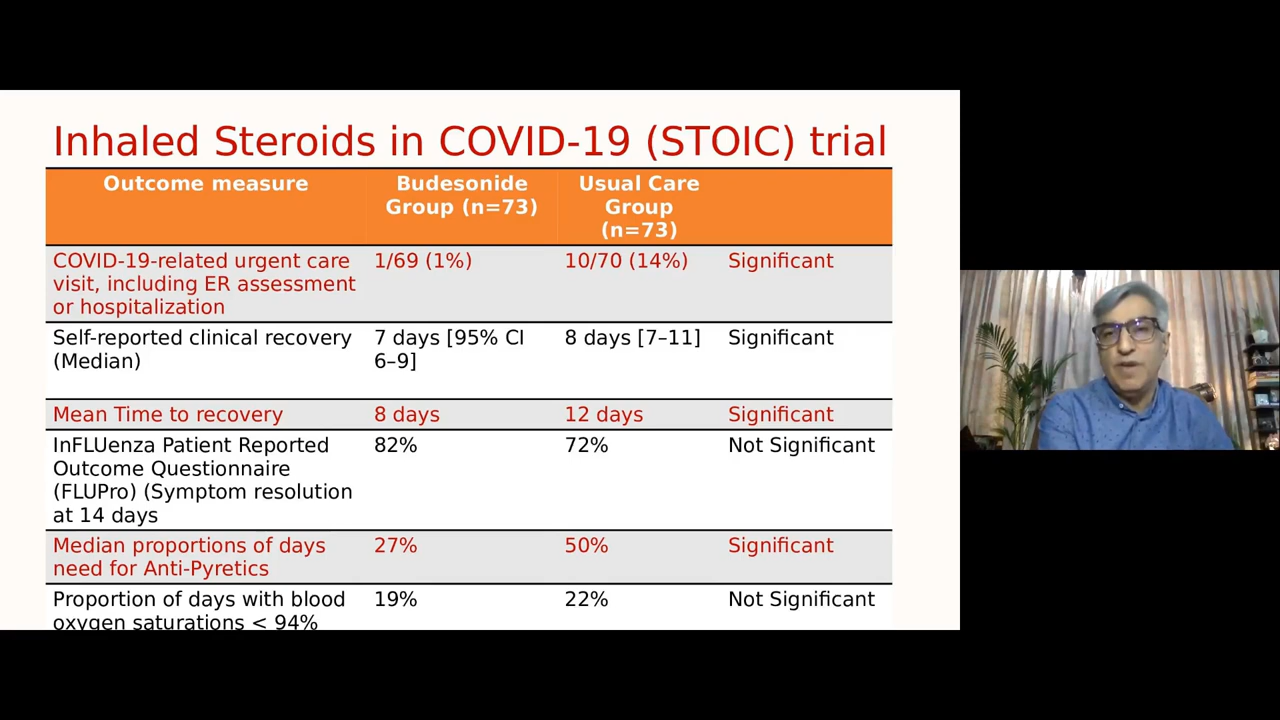 Inhaled Steroids in COVID-19 (STOIC) trial
Outcome measure
Budesonide
Group (n=73)
Usual Care
Group
(n=73)
COVID-19-related urgent care
visit, including ER assessment
or hospitalization
1/69 (1%)
10/70 (14%)
Significant
Self-reported clinical recovery
(Median)
7 days [95% CI
6–9]
8 days [7–11]
Significant
Mean Time to recovery
8 days
12 days
Significant
InFLUenza Patient Reported
Outcome Questionnaire
(FLUPro) (Symptom resolution
at 14 days
82%
72%
Not Significant
Median proportions of days
need for Anti-Pyretics
27%
50%
Significant
Proportion of days with blood
oxygen saturations < 94%
19%
22%
Not Significant